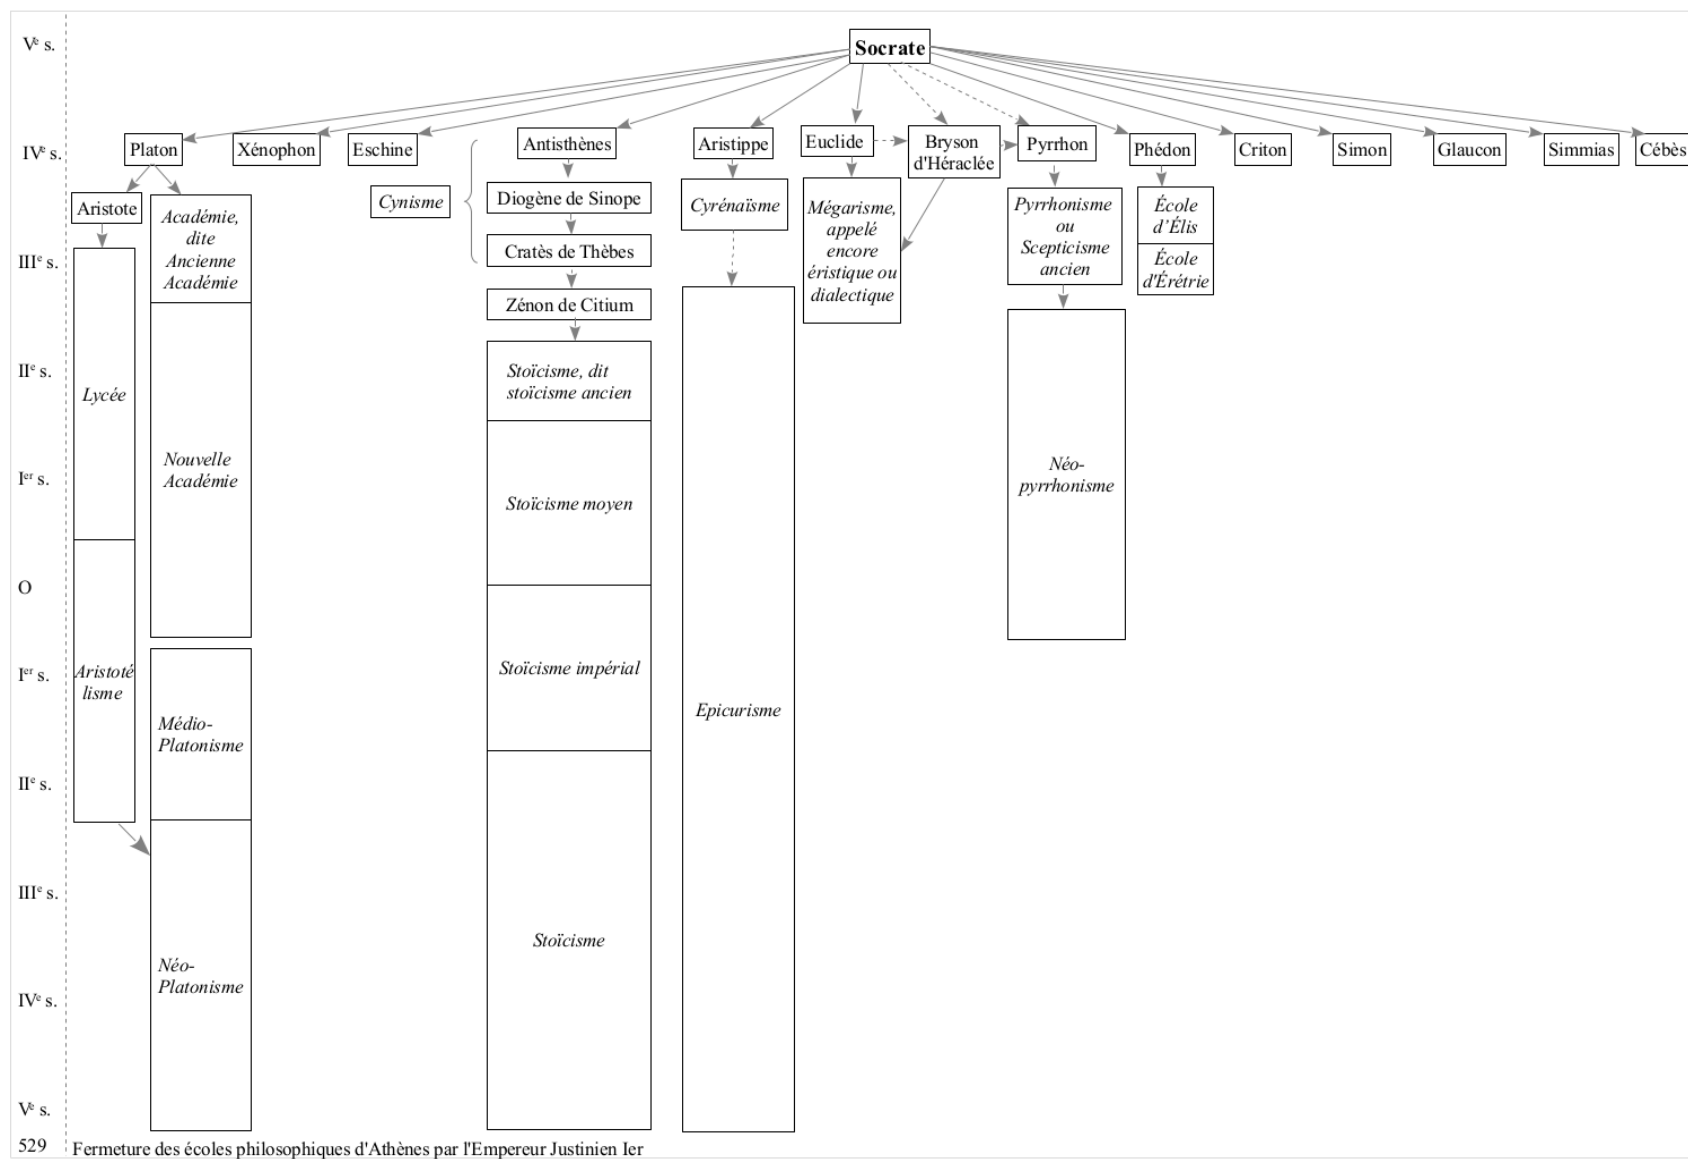 Vᵉ s.
Socrate
IVᵉ s.
Platon
Xénophon
Eschine
Antisthènes
Aristippe
Euclide
Bryson
d'Héraclée
Pyrrhon
Phédon
Criton
Simon
Glaucon
Simmias
Cébès
Aristote
Académie,
dite
Ancienne
Académie
Cynisme
Diogène de Sinope
Cratès de Thèbes
Zénon de Citium
Cyrénaïsme
Mégarisme,
appelé
encore
éristique ou
dialectique
Pyrrhonisme
ou
Scepticisme
ancien
École
d’Élis
École
d'Érétrie
IIIᵉ s.
IIᵉ s.
Lycée
Stoïcisme, dit
stoïcisme ancien
Nouvelle
Académie
Iᵉʳ s.
Stoïcisme moyen
Néo-
pyrrhonisme
O
Iᵉʳ s.
Aristoté
lisme
Stoïcisme impérial
Epicurisme
Médio-
Platonisme
IIᵉ s.
IIIᵉ s.
Stoïcisme
Néo-
Platonisme
IVᵉ s.
Vᵉ s.
529 Fermeture des écoles philosophiques d'Athènes par l'Empereur Justinien Ier